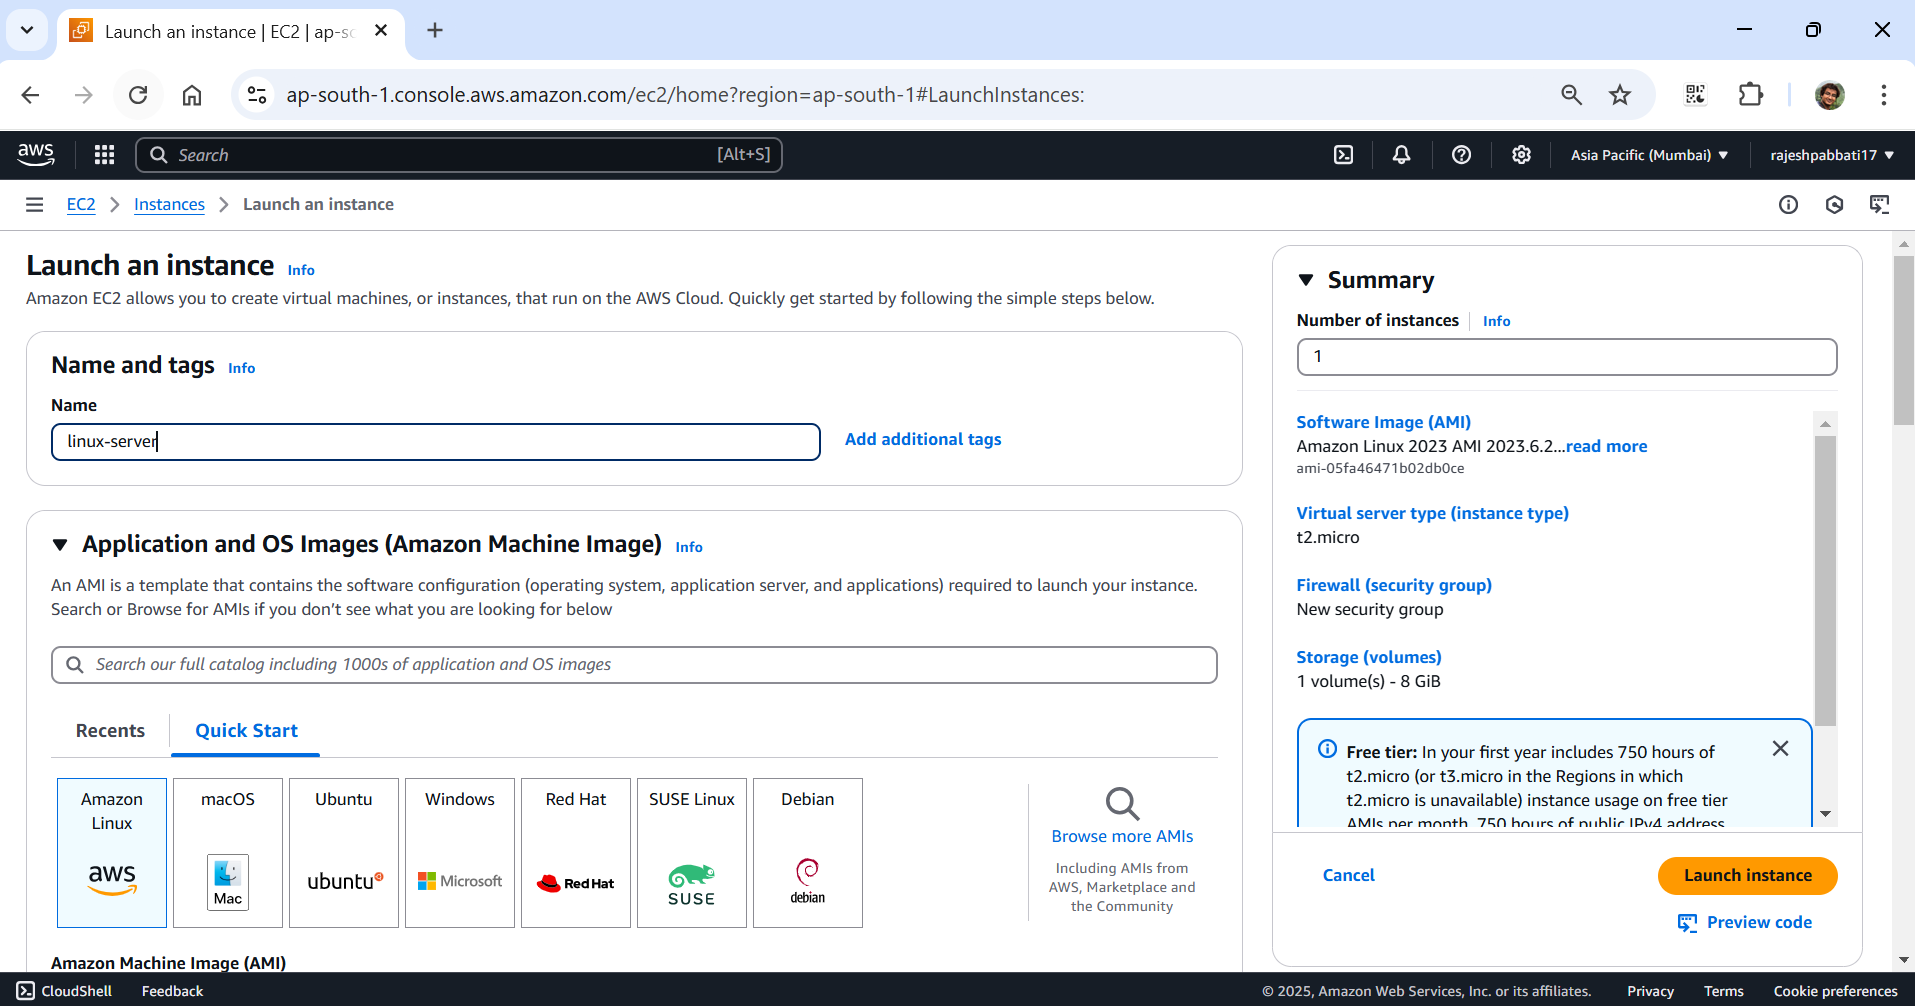 Launch an instance | EC2 | ap-so
ap-south-1.console.aws.amazon.com/ec2/home?region=ap-south-1#LaunchInstances:
aws
Search
[Alt+S]
Asia Pacific (Mumbai)
rajeshpabbati17
EC2
Instances
Launch an instance
Launch an instance
Info
Amazon EC2 allows you to create virtual machines, or instances, that run on the AWS Cloud. Quickly get started by following the simple steps below.
Name and tags
Info
Name
linux-server
Add additional tags
Application and OS Images (Amazon Machine Image)
Info
An AMI is a template that contains the software configuration (operating system, application server, and applications) required to launch your instance.
Search or Browse for AMIs if you don’t see what you are looking for below
Search our full catalog including 1000s of application and OS images
Recents
Quick Start
Amazon
Linux
aws
macOS
Mac
Ubuntu
ubuntu
Windows
Microsoft
Red Hat
Red Hat
SUSE Linux
SUSE
Debian
debian
Browse more AMIs
Including AMIs from
AWS, Marketplace and
the Community
Amazon Machine Image (AMI)
Summary
Number of instances
Info
1
Software Image (AMI)
Amazon Linux 2023 AMI 2023.6.2...read more
ami-05fa46471b02db0ce
Virtual server type (instance type)
t2.micro
Firewall (security group)
New security group
Storage (volumes)
1 volume(s) - 8 GiB
Free tier: In your first year includes 750 hours of
t2.micro (or t3.micro in the Regions in which
t2.micro is unavailable) instance usage on free tier
AMIs per month, 750 hours of public IPv4 address
Cancel
Launch instance
Preview code
CloudShell
Feedback
© 2025, Amazon Web Services, Inc. or its affiliates.
Privacy
Terms
Cookie preferences